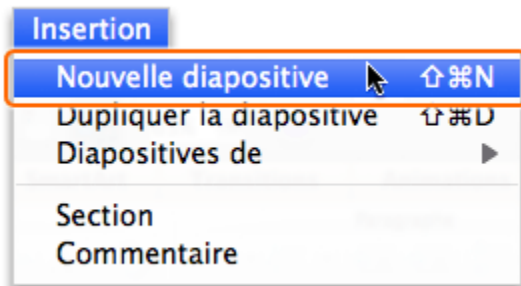 Insertion
Nouvelle diapositive ⇧⌘N
Dupliquer la diapositive ⇧⌘D
Diapositives de ▶
Section
Commentaire